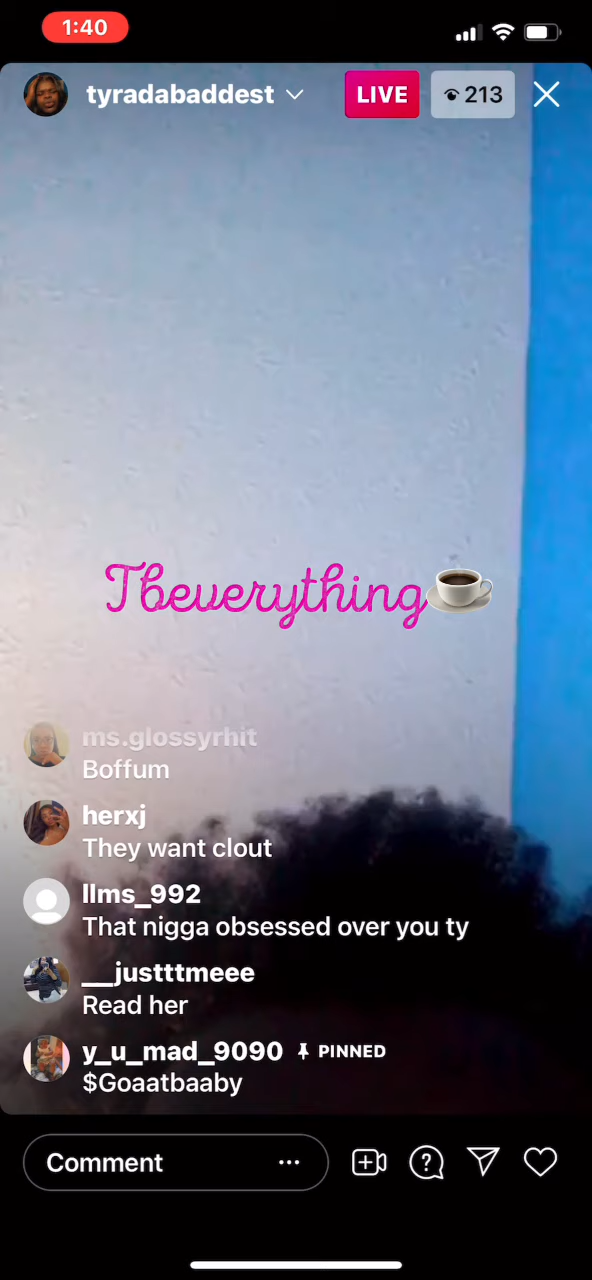 1:40
tyradabaddest
LIVE
213
Tbeverything
ms.glossyrhit
Boffum
herxj
They want clout
llms_992
That nigga obsessed over you ty
__justttmeee
Read her
y_u_mad_9090 PINNED
$Goaatbaaby
Comment